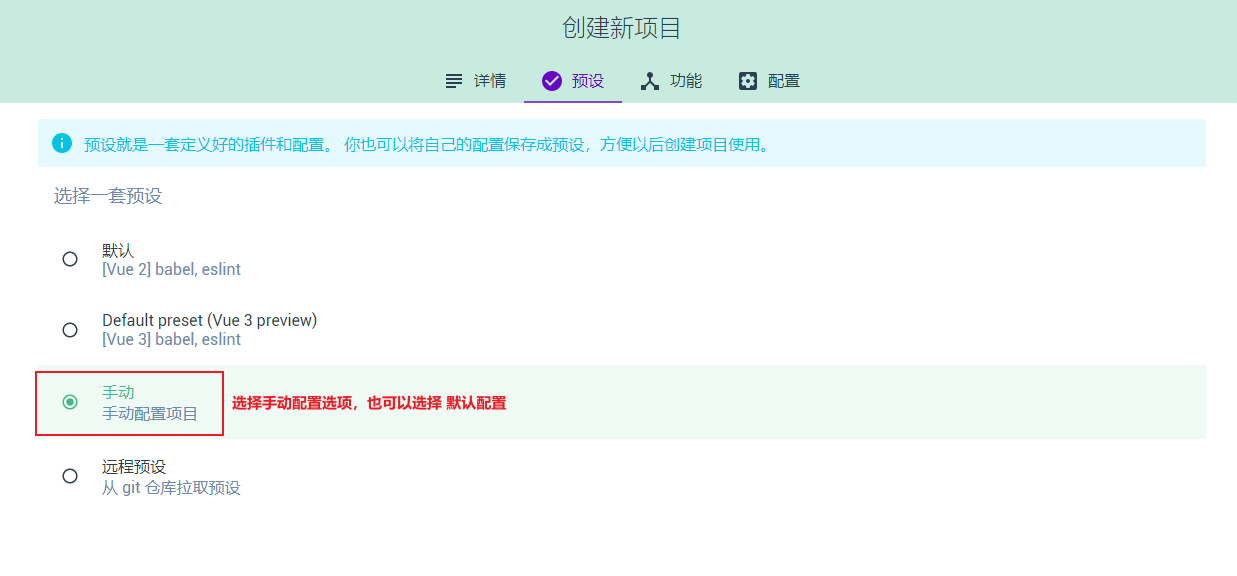 创建新项目
详情 预设 功能 配置
预设就是一套定义好的插件和配置。 你也可以将自己的配置保存成预设，方便以后创建项目使用。
选择一套预设
默认
[Vue 2] babel, eslint
Default preset (Vue 3 preview)
[Vue 3] babel, eslint
手动
手动配置项目
选择手动配置选项，也可以选择 默认配置
远程预设
从 git 仓库拉取预设